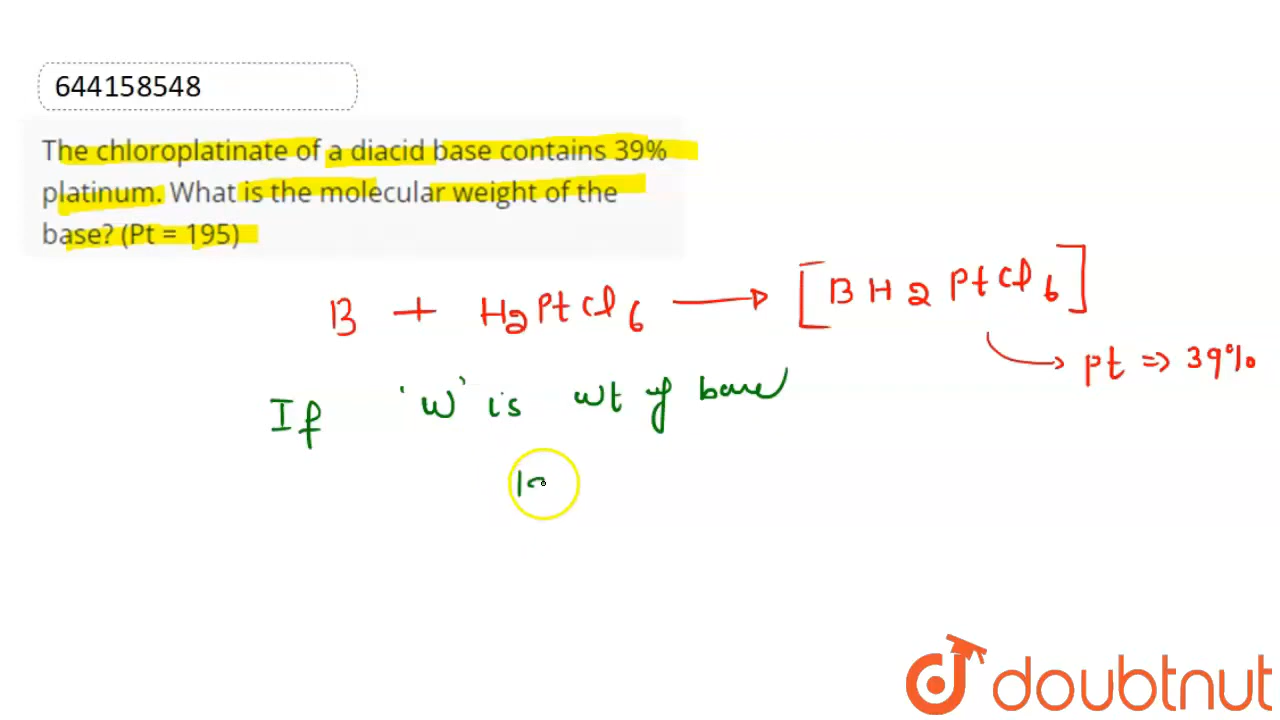 644158548
The chloroplatinate of a diacid base contains 39%
platinum. What is the molecular weight of the
base? (Pt = 195)
B + H2PtCl6 → [BH2PtCl6]
pt ⇒ 39%
If 'w' is wt of base
doubtnut